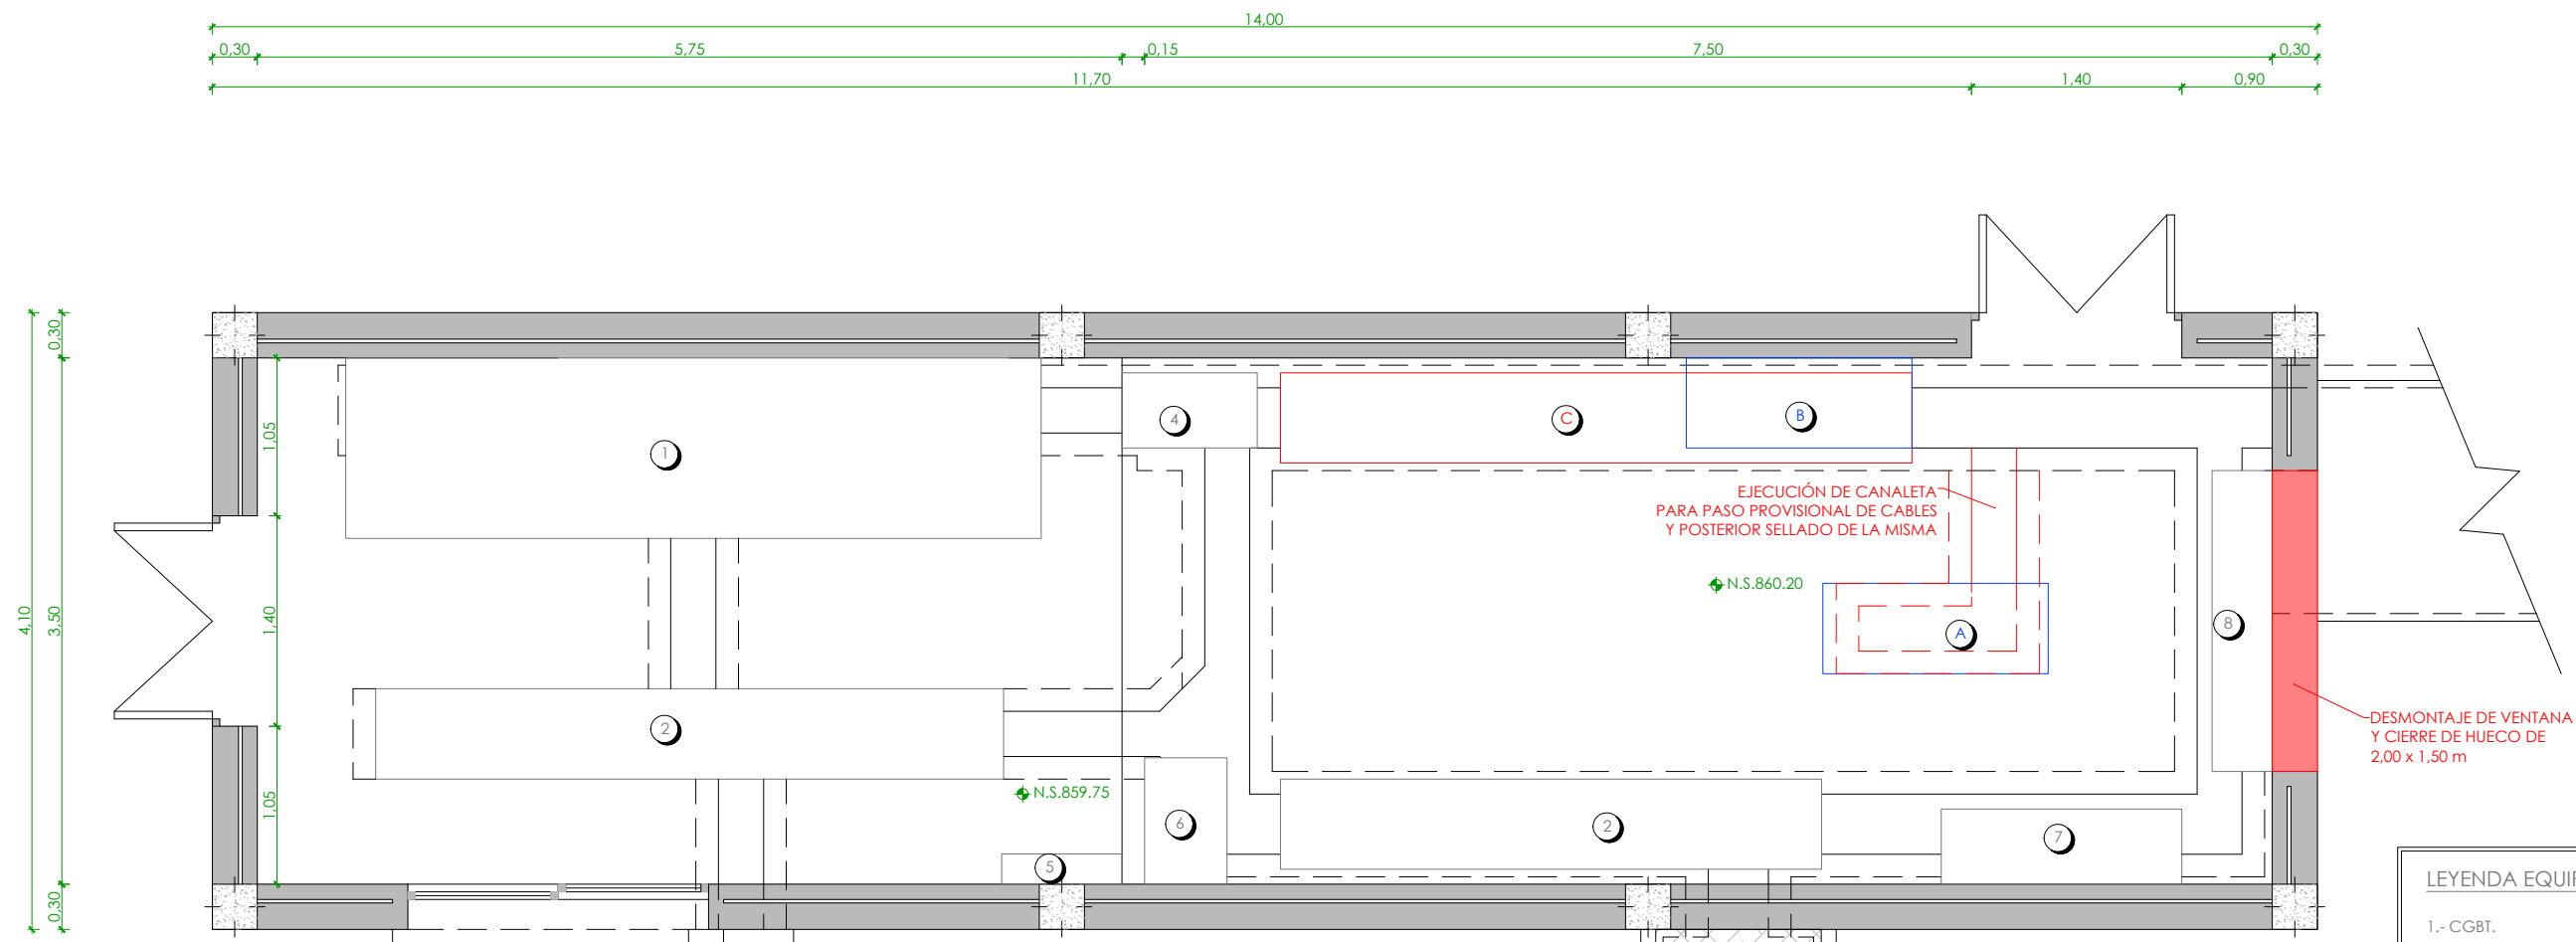 14,00
0,30
5,75
0,15
7,50
0,30
11,70
1,40
0,90
4,10
0,30
3,50
0,30
1,05
1,40
1,05
1
4
C
B
EJECUCIÓN DE CANALETA
PARA PASO PROVISIONAL DE CABLES
Y POSTERIOR SELLADO DE LA MISMA
N.S.860.20
A
8
2
DESMONTAJE DE VENTANA
Y CIERRE DE HUECO DE
2,00 x 1,50 m
N.S.859.75
6
2
7
5
LEYENDA
1.- CGBT.